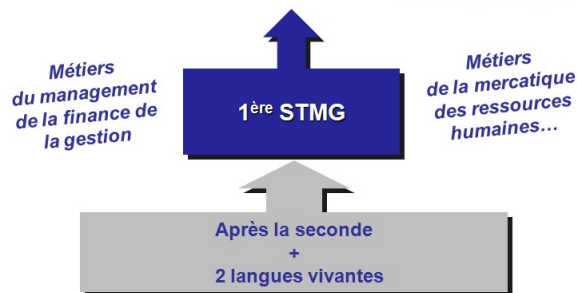 Métiers
du management
de la finance de
la gestion
1ère STMG
Métiers
de la mercatique
des ressources
humaines…
Après la seconde
+
2 langues vivantes